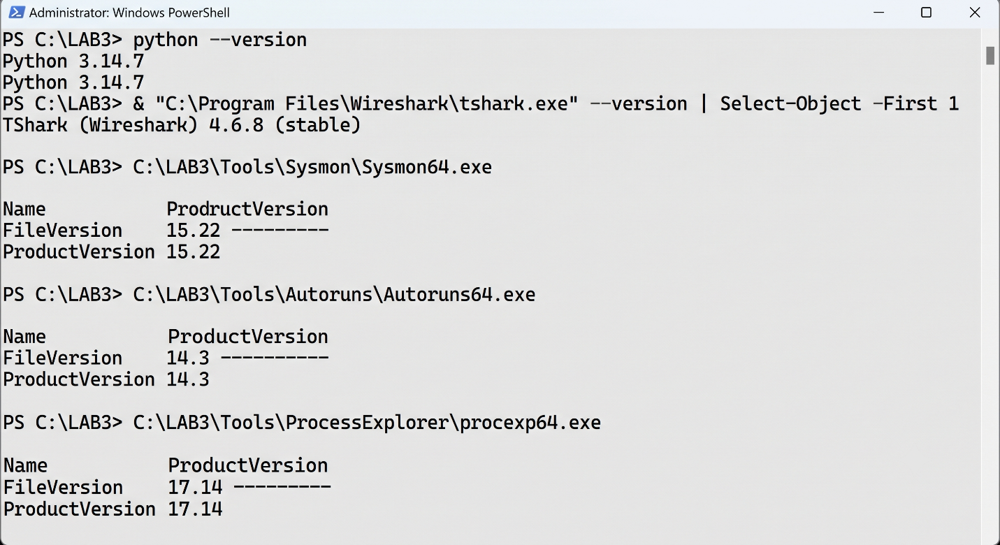 Administrator: Windows PowerShell
PS C:\LAB3> python --version
Python 3.14.7
Python 3.14.7
PS C:\LAB3> & "C:\Program Files\Wireshark\tshark.exe" --version | Select-Object -First 1
TShark (Wireshark) 4.6.8 (stable)
PS C:\LAB3> C:\LAB3\Tools\Sysmon\Sysmon64.exe
Name ProdructVersion
FileVersion 15.22 ---------
ProductVersion 15.22
PS C:\LAB3> C:\LAB3\Tools\Autoruns\Autoruns64.exe
Name ProductVersion
FileVersion 14.3 ----------
ProductVersion 14.3
PS C:\LAB3> C:\LAB3\Tools\ProcessExplorer\procexp64.exe
Name ProductVersion
FileVersion 17.14 ---------
ProductVersion 17.14